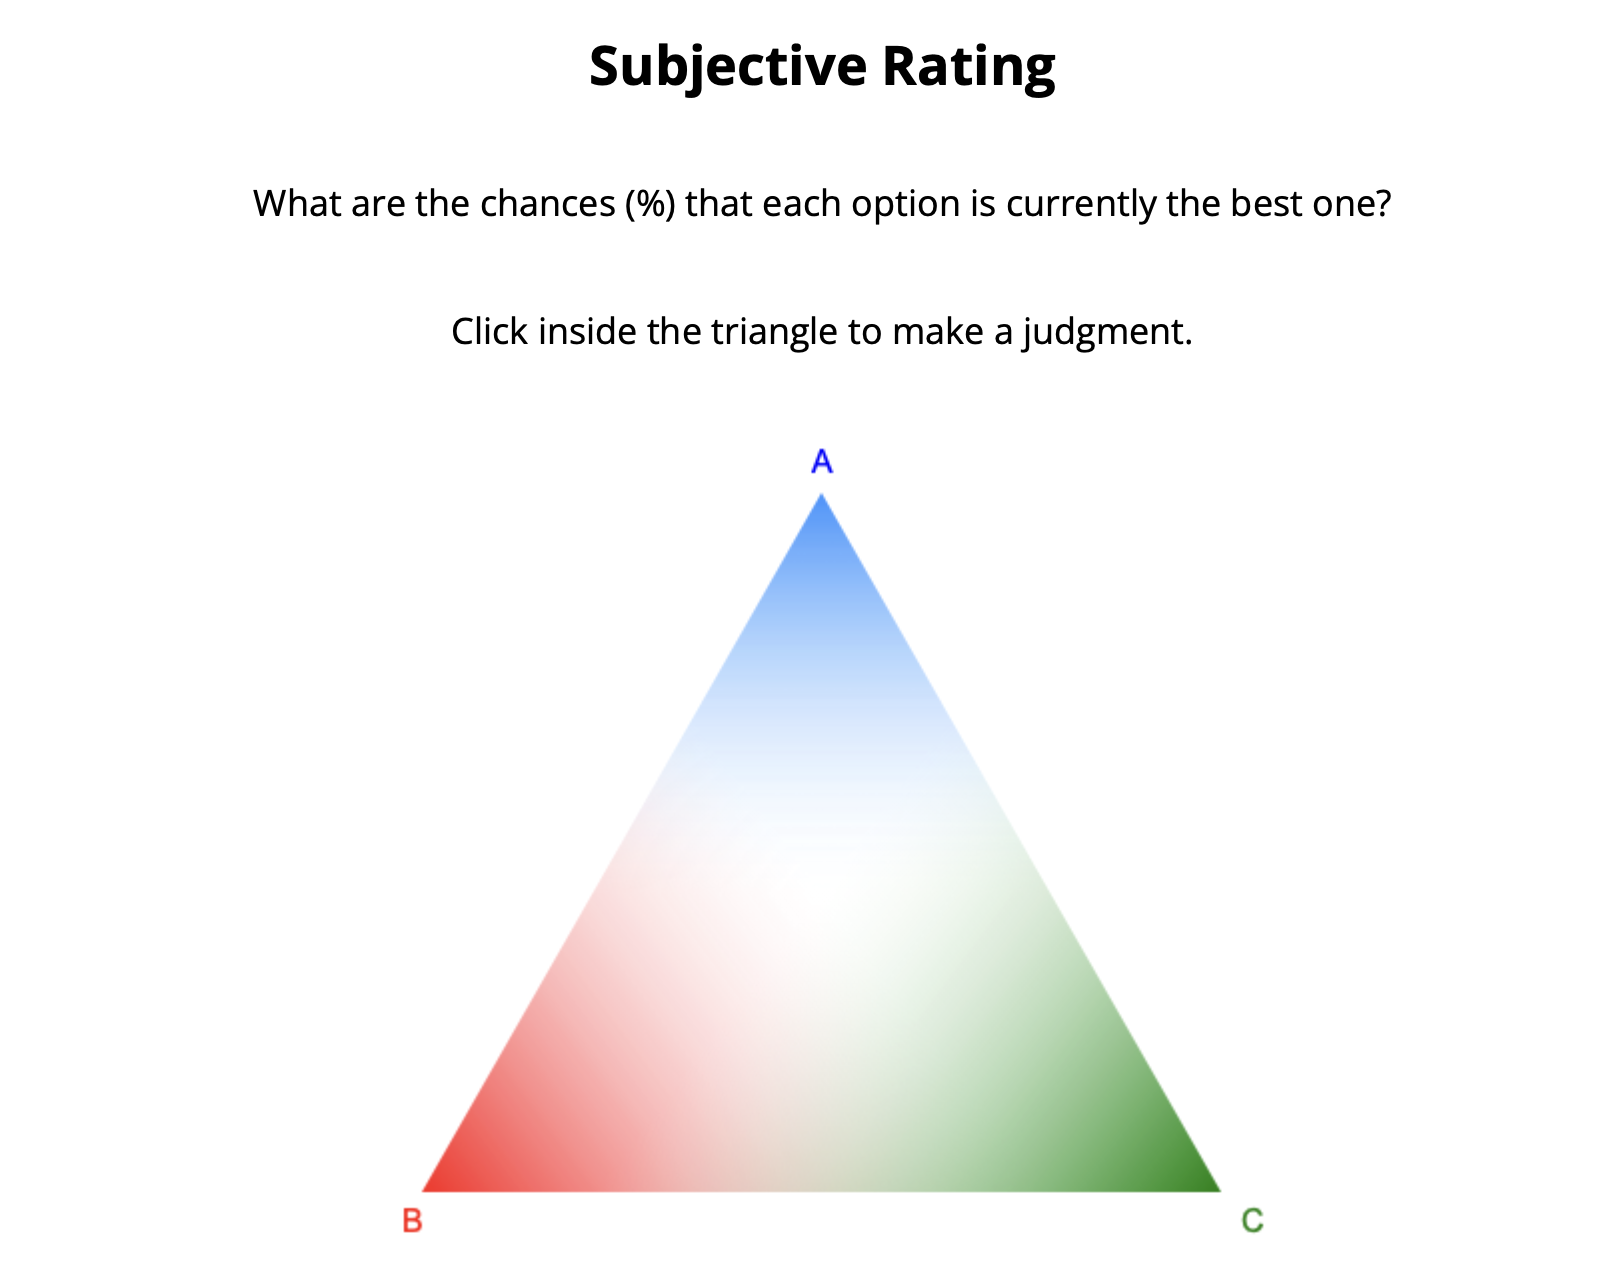 Subjective Rating
What are the chances (%) that each option is currently the best one?
Click inside the triangle to make a judgment.
A
B
C